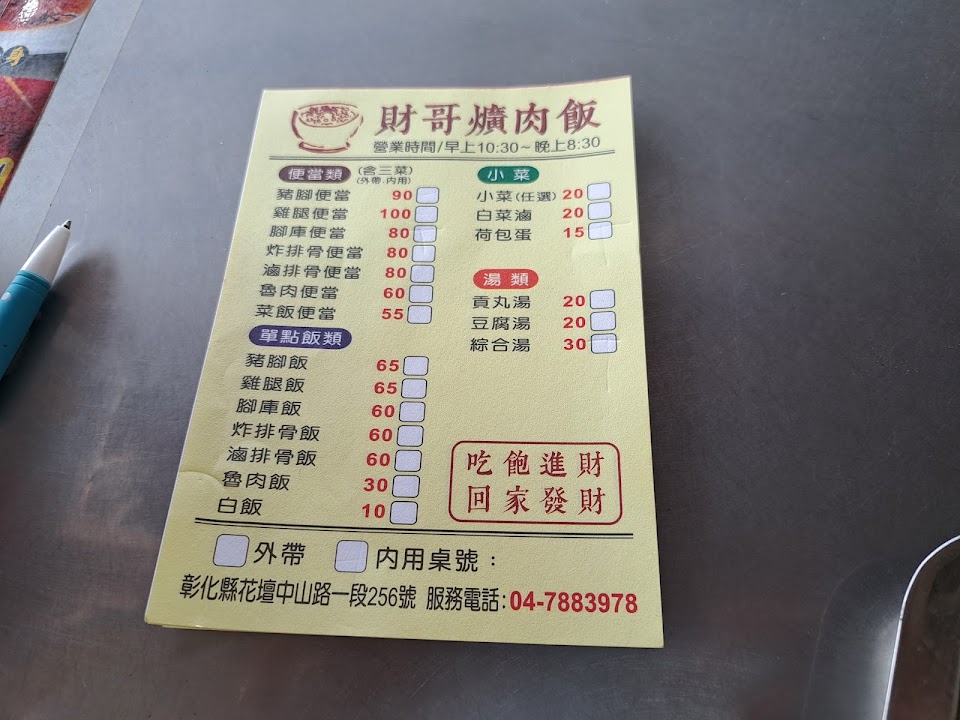 身
財哥爌肉飯
營業時間/早上10:30~晚上8:30
便當類 (含三菜)
(外帶.內用)
豬腳便當 90
雞腿便當 100
腳庫便當 80
炸排骨便當 80
滷排骨便當 80
魯肉便當 60
菜飯便當 55
單點飯類
豬腳飯 65
雞腿飯 65
腳庫飯 60
炸排骨飯 60
滷排骨飯 60
魯肉飯 30
白飯 10
小菜
小菜(任選) 20
白菜滷 20
荷包蛋 15
湯類
貢丸湯 20
豆腐湯 20
綜合湯 30
吃飽進財
回家發財
外帶 內用桌號：
彰化縣花壇中山路一段256號 服務電話：04-7883978